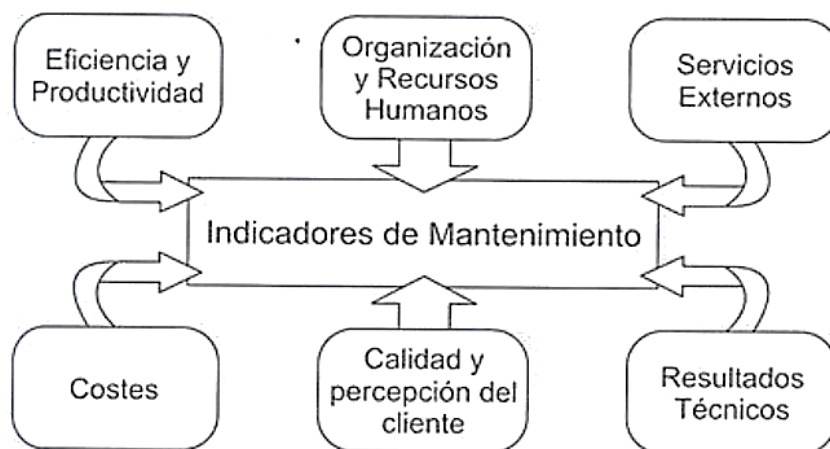 Eficiencia y
Productividad
Organización
y Recursos
Humanos
Servicios
Externos
Indicadores de Mantenimiento
Costes
Calidad y
percepción del
cliente
Resultados
Técnicos